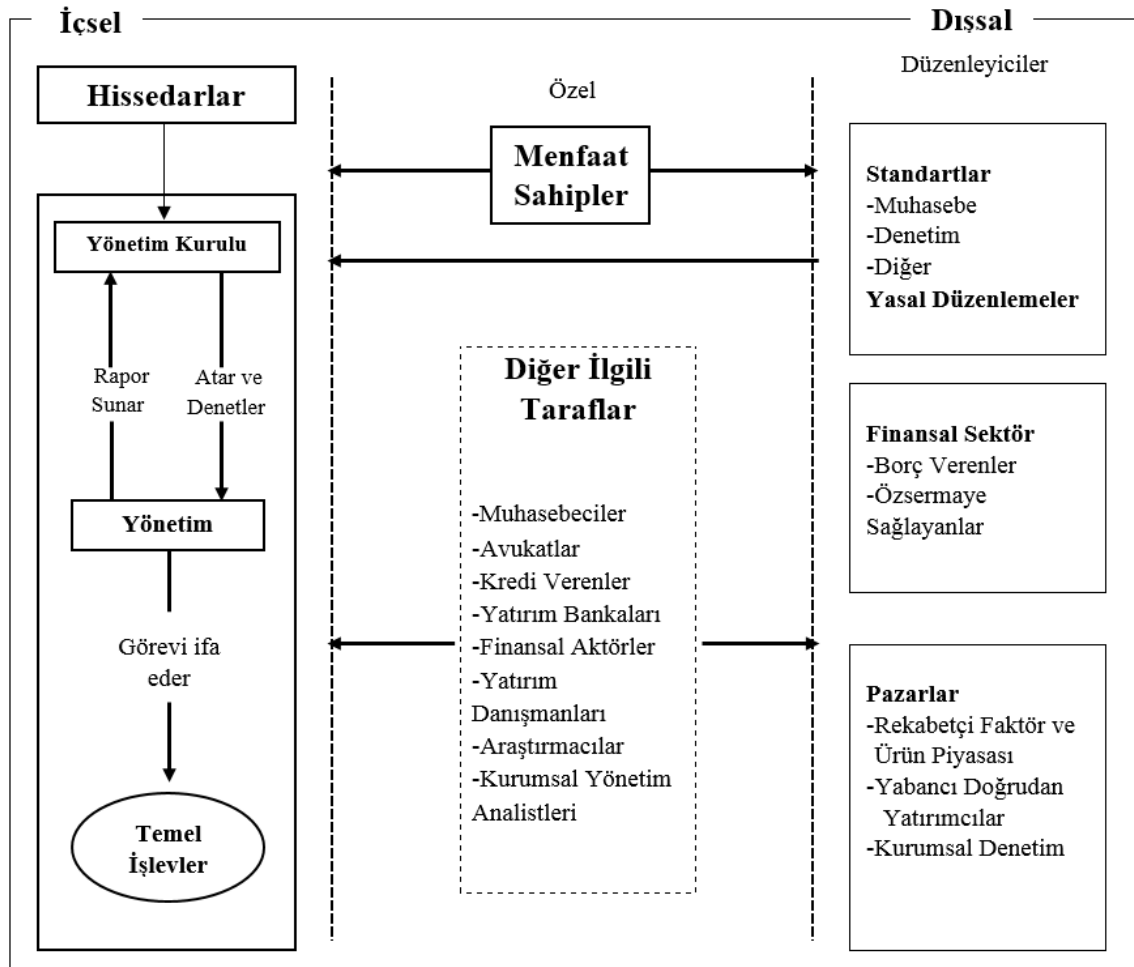 İçsel
Hissedarlar
Yönetim Kurulu
Rapor
Sunar
Atar ve
Denetler
Yönetim
Görevi ifa
eder
Temel
İşlevler
Özel
Menfaat
Sahipler
Diğer İlgili
Taraflar
-Muhasebeciler
-Avukatlar
-Kredi Verenler
-Yatırım Bankaları
-Finansal Aktörler
-Yatırım
Danışmanları
-Araştırmacılar
-Kurumsal Yönetim
Analistleri
Dışsal
Düzenleyiciler
Standartlar
-Muhasebe
-Denetim
-Diğer
Yasal Düzenlemeler
Finansal Sektör
-Borç Verenler
-Özsermaye
Sağlayanlar
Pazarlar
-Rekabetçi Faktör ve
Ürün Piyasası
-Yabancı Doğrudan
Yatırımcılar
-Kurumsal Denetim